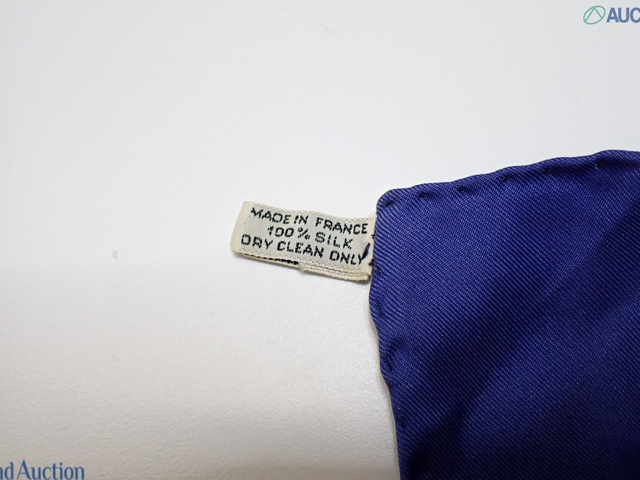 AUC
MADE IN FRANCE
100% SILK
DRY CLEAN ONLY
nd Auction